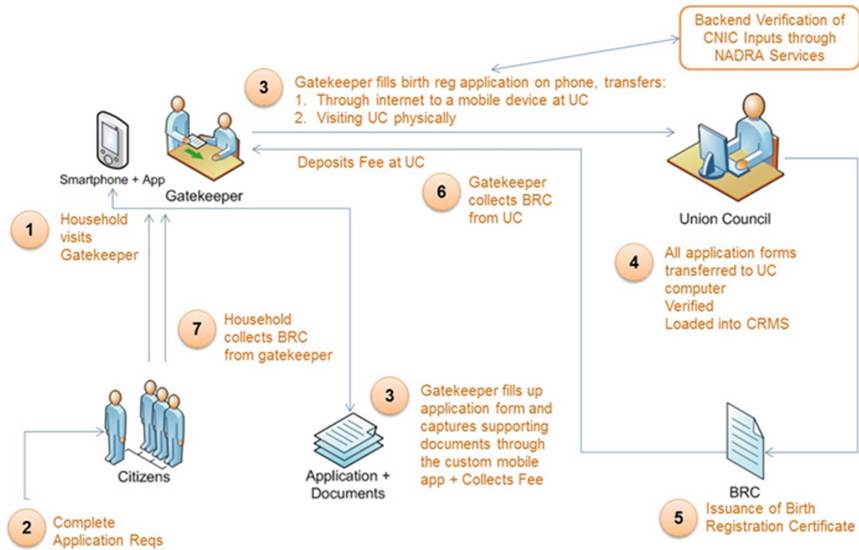 Backend Verification of
CNIC Inputs through
NADRA Services
3
Gatekeeper fills birth reg application on phone, transfers:
1. Through internet to a mobile device at UC
2. Visiting UC physically
Smartphone + App
Gatekeeper
Deposits Fee at UC
6
Gatekeeper
collects BRC
from UC
Union Council
1
Household
visits
Gatekeeper
4
All application forms
transferred to UC
computer
Verified
Loaded into CRMS
7
Household
collects BRC
from gatekeeper
3
Gatekeeper fills up
application form and
captures supporting
documents through
the custom mobile
app + Collects Fee
Citizens
Application +
Documents
BRC
2
Complete
Application Reqs
5
Issuance of Birth
Registration Certificate